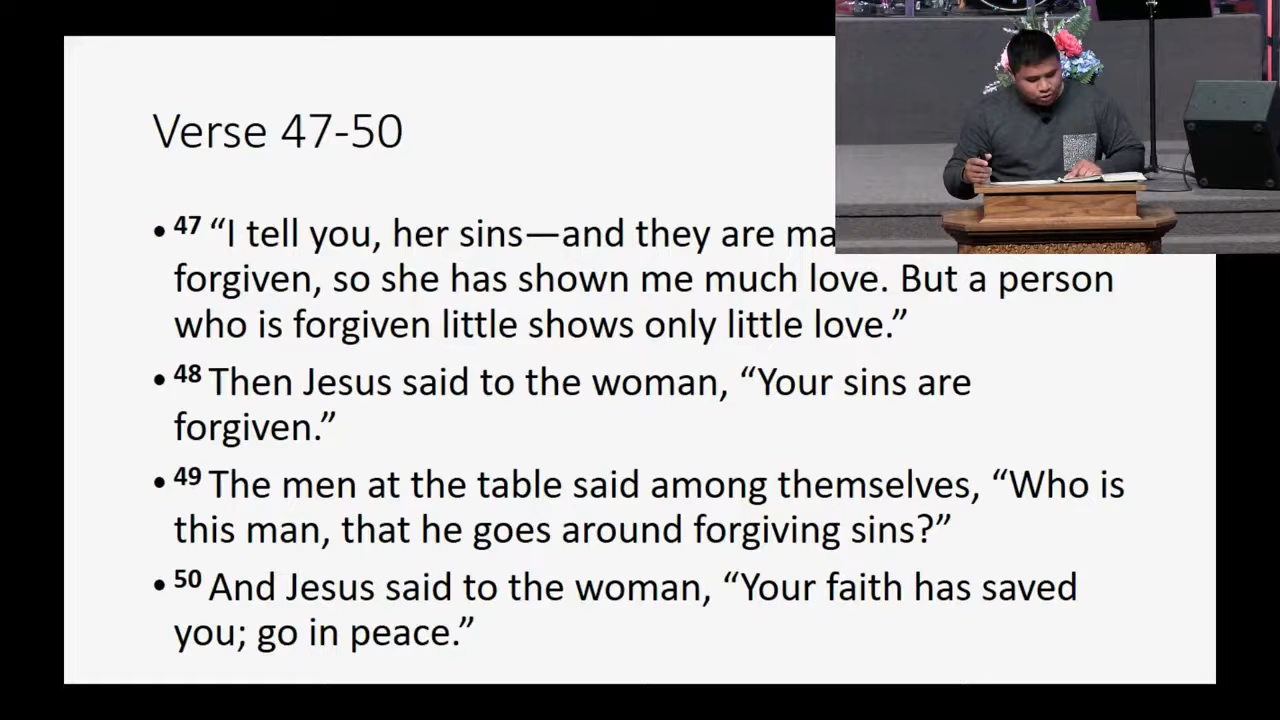 Verse 47-50
• 47 “I tell you, her sins—and they are
forgiven, so she has shown me much love. But a person
who is forgiven little shows only little love.”
• 48 Then Jesus said to the woman, “Your sins are
forgiven.”
• 49 The men at the table said among themselves, “Who is
this man, that he goes around forgiving sins?”
• 50 And Jesus said to the woman, “Your faith has saved
you; go in peace.”